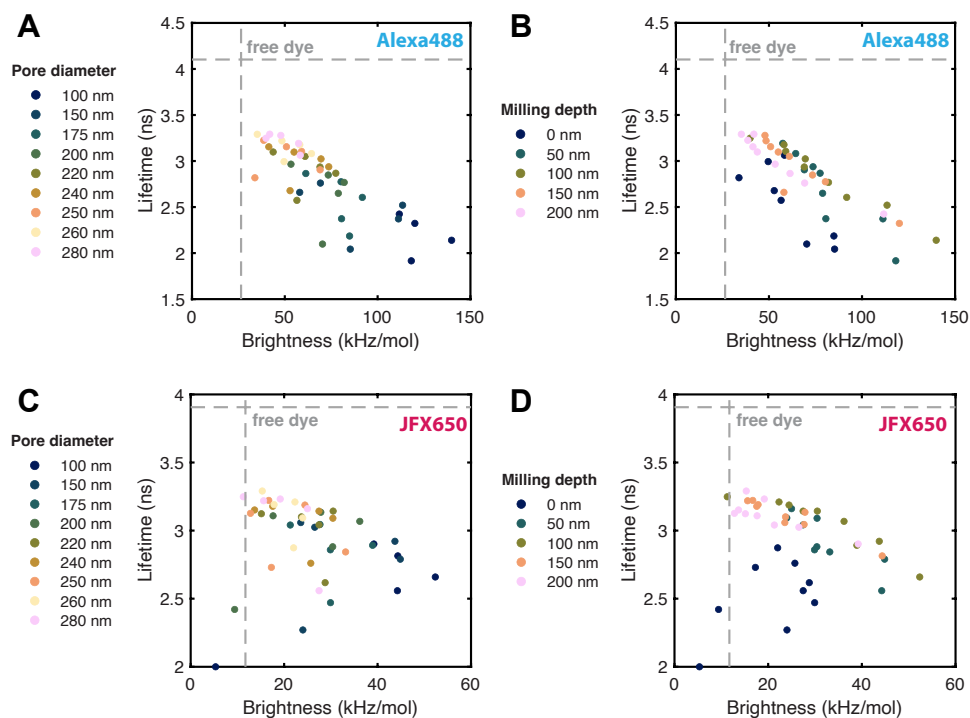 A
Pore diameter
100 nm
150 nm
175 nm
200 nm
220 nm
240 nm
250 nm
260 nm
280 nm
Lifetime (ns)
4.5
4
3.5
3
2.5
2
1.5
free dye
Alexa488
0
50
100
150
Brightness (kHz/mol)
B
Milling depth
0 nm
50 nm
100 nm
150 nm
200 nm
Lifetime (ns)
4.5
4
3.5
3
2.5
2
1.5
free dye
Alexa488
0
50
100
150
Brightness (kHz/mol)
C
Pore diameter
100 nm
150 nm
175 nm
200 nm
220 nm
240 nm
250 nm
260 nm
280 nm
Lifetime (ns)
4
3.5
3
2.5
2
free dye
JFX650
0
20
40
60
Brightness (kHz/mol)
D
Milling depth
0 nm
50 nm
100 nm
150 nm
200 nm
Lifetime (ns)
4
3.5
3
2.5
2
free dye
JFX650
0
20
40
60
Brightness (kHz/mol)